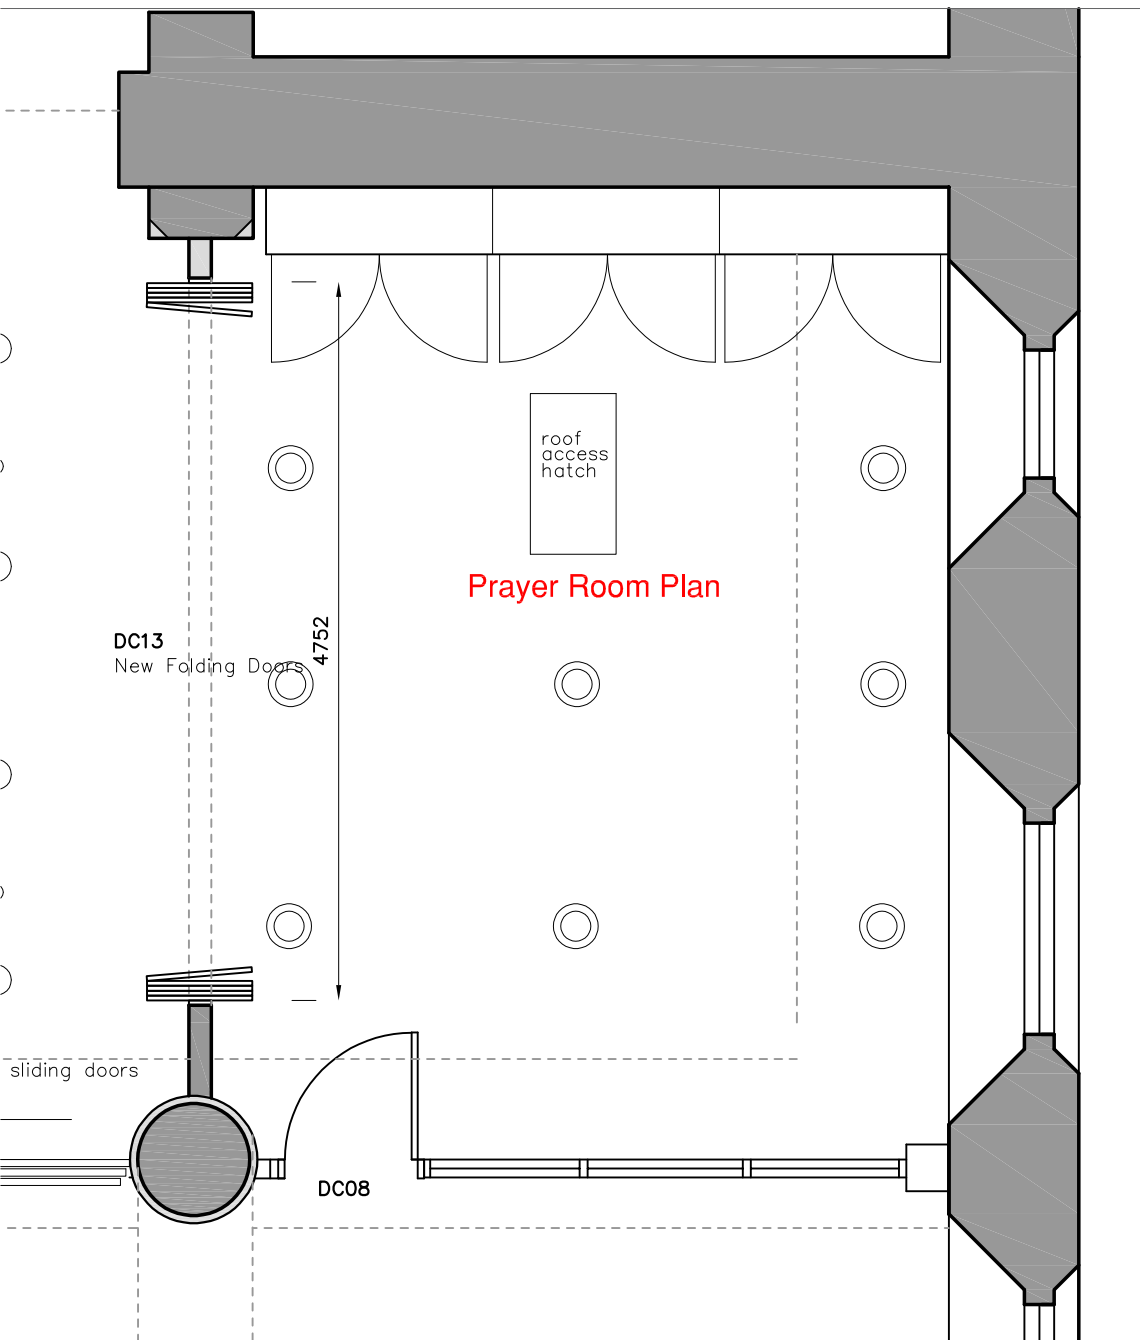 roof
access
hatch
Prayer Room Plan
4752
DC13
New Folding Doors
sliding doors
DC08